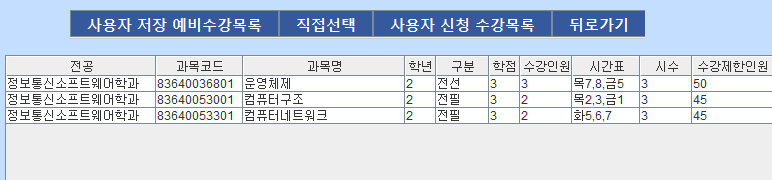 사용자 저장 예비수강목록 직접선택 사용자 신청 수강목록 뒤로가기
전공 과목코드 과목명 학년 구분 학점 수강인원 시간표 시수 수강제한인원
정보통신소프트웨어학과 83640036801 운영체제 2 전선 3 3 목7,8,금5 3 50
정보통신소프트웨어학과 83640053001 컴퓨터구조 2 전필 3 2 목2,3,금1 3 45
정보통신소프트웨어학과 83640053301 컴퓨터네트워크 2 전필 3 2 화5,6,7 3 45